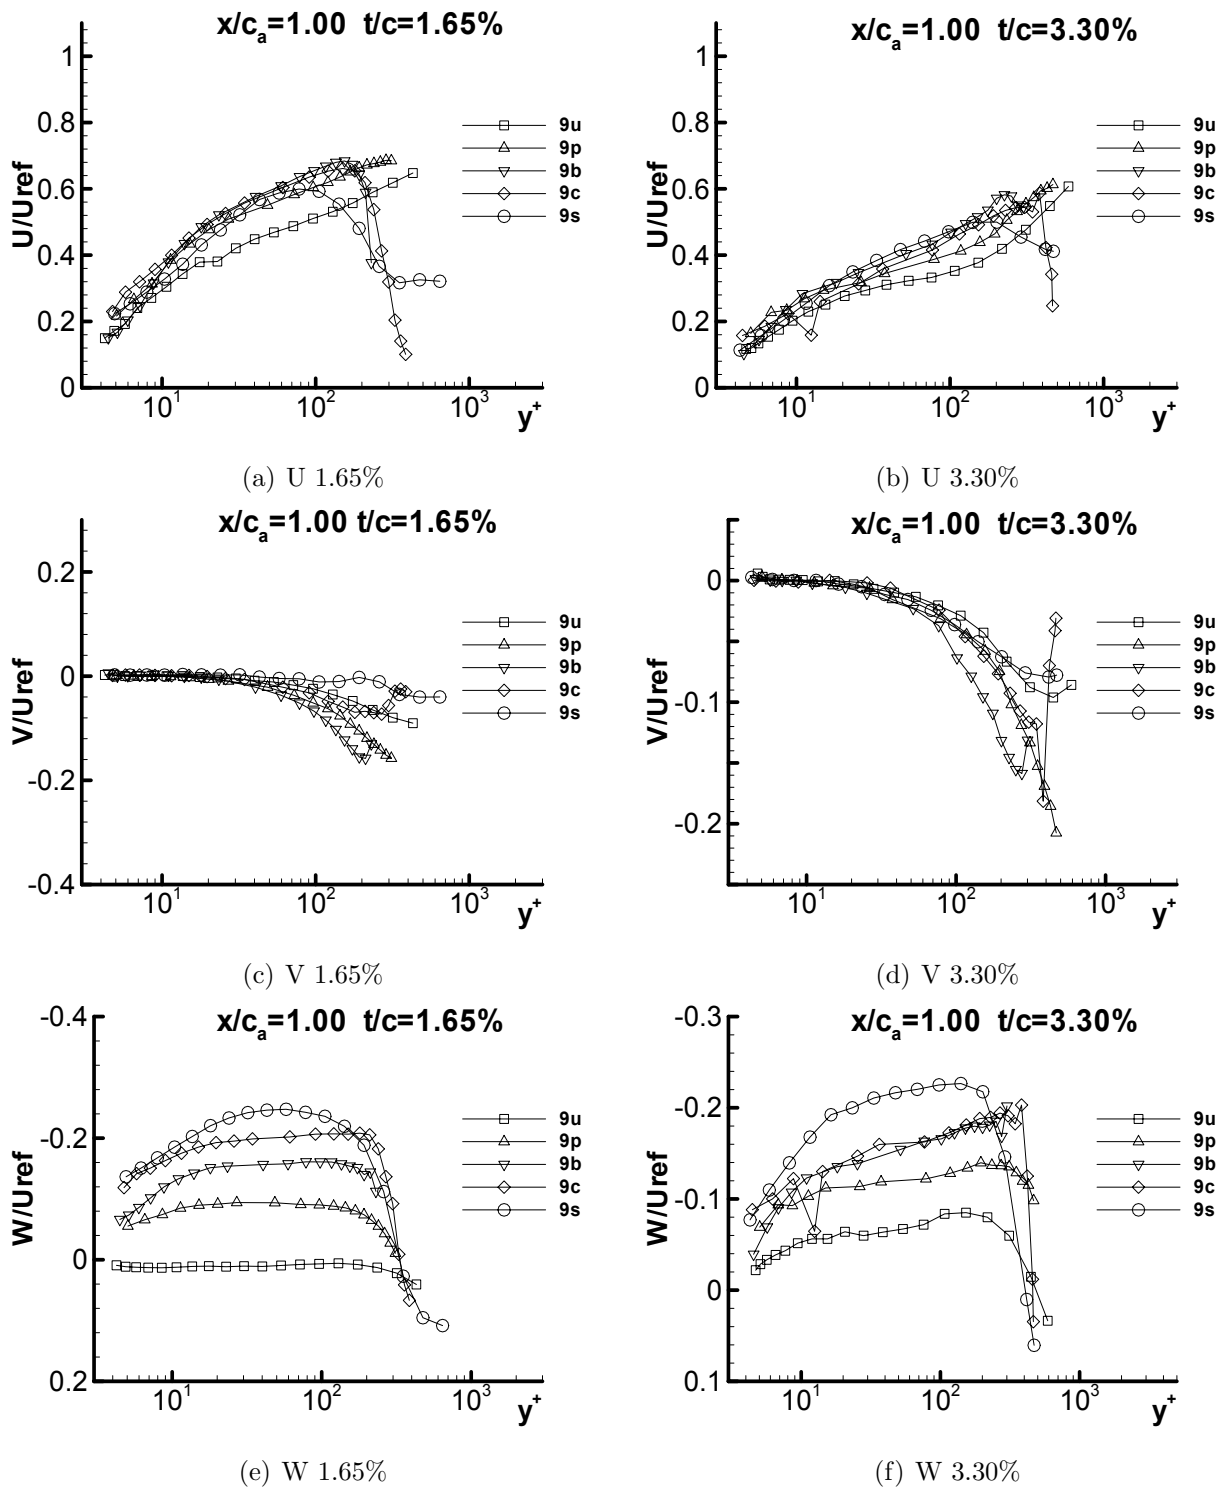 x/ca=1.00 t/c=1.65%
U/Uref
1
0.8
0.6
0.4
0.2
0
9u
9p
9b
9c
9s
10¹ 10² 10³
y⁺
(a) U 1.65%
x/ca=1.00 t/c=3.30%
U/Uref
1
0.8
0.6
0.4
0.2
0
9u
9p
9b
9c
9s
10¹ 10² 10³
y⁺
(b) U 3.30%
x/ca=1.00 t/c=1.65%
V/Uref
0.2
0
-0.2
-0.4
9u
9p
9b
9c
9s
10¹ 10² 10³
y⁺
(c) V 1.65%
x/ca=1.00 t/c=3.30%
V/Uref
0
-0.1
-0.2
9u
9p
9b
9c
9s
10¹ 10² 10³
y⁺
(d) V 3.30%
x/ca=1.00 t/c=1.65%
W/Uref
-0.4
-0.2
0
0.2
9u
9p
9b
9c
9s
10¹ 10² 10³
y⁺
(e) W 1.65%
x/ca=1.00 t/c=3.30%
W/Uref
-0.3
-0.2
-0.1
0
0.1
9u
9p
9b
9c
9s
10¹ 10² 10³
y⁺
(f) W 3.30%